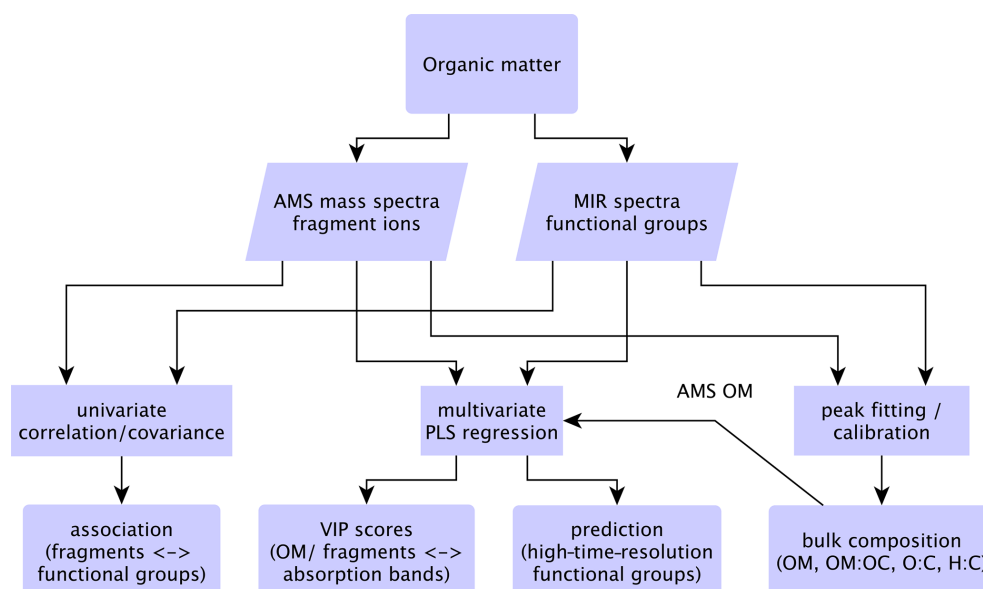 Organic matter
AMS mass spectra
fragment ions
MIR spectra
functional groups
AMS OM
univariate
correlation/covariance
multivariate
PLS regression
peak fitting /
calibration
association
(fragments <->
functional groups)
VIP scores
(OM/ fragments <->
absorption bands)
prediction
(high-time-resolution
functional groups)
bulk composition
(OM, OM:OC, O:C, H:C)